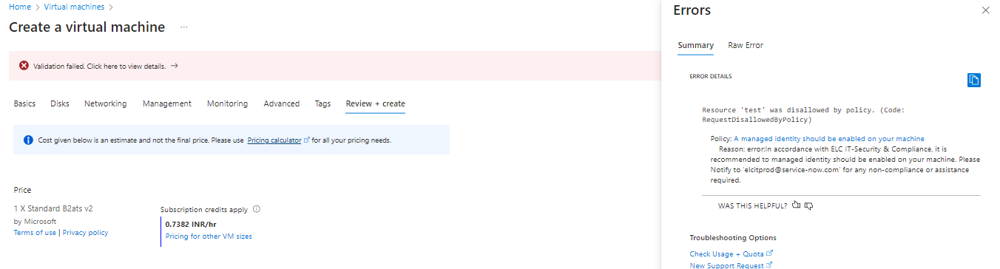 Home > Virtual machines >
Create a virtual machine ...
Validation failed. Click here to view details. →
Basics Disks Networking Management Monitoring Advanced Tags Review + create
Cost given below is an estimate and not the final price. Please use Pricing calculator for all your pricing needs.
Price
1 X Standard B2ats v2
by Microsoft
Terms of use | Privacy policy
Subscription credits apply
0.7382 INR/hr
Pricing for other VM sizes
Errors
Summary Raw Error
ERROR DETAILS
Resource 'test' was disallowed by policy. (Code:
RequestDisallowedByPolicy)
Policy: A managed identity should be enabled on your machine
Reason: error:In accordance with ELC IT-Security & Compliance, it is
recommended to managed identity should be enabled on your machine. Please
Notify to 'elcitprod@service-now.com' for any non-compliance or assistance
required.
WAS THIS HELPFUL?
Troubleshooting Options
Check Usage + Quota
New Support Request